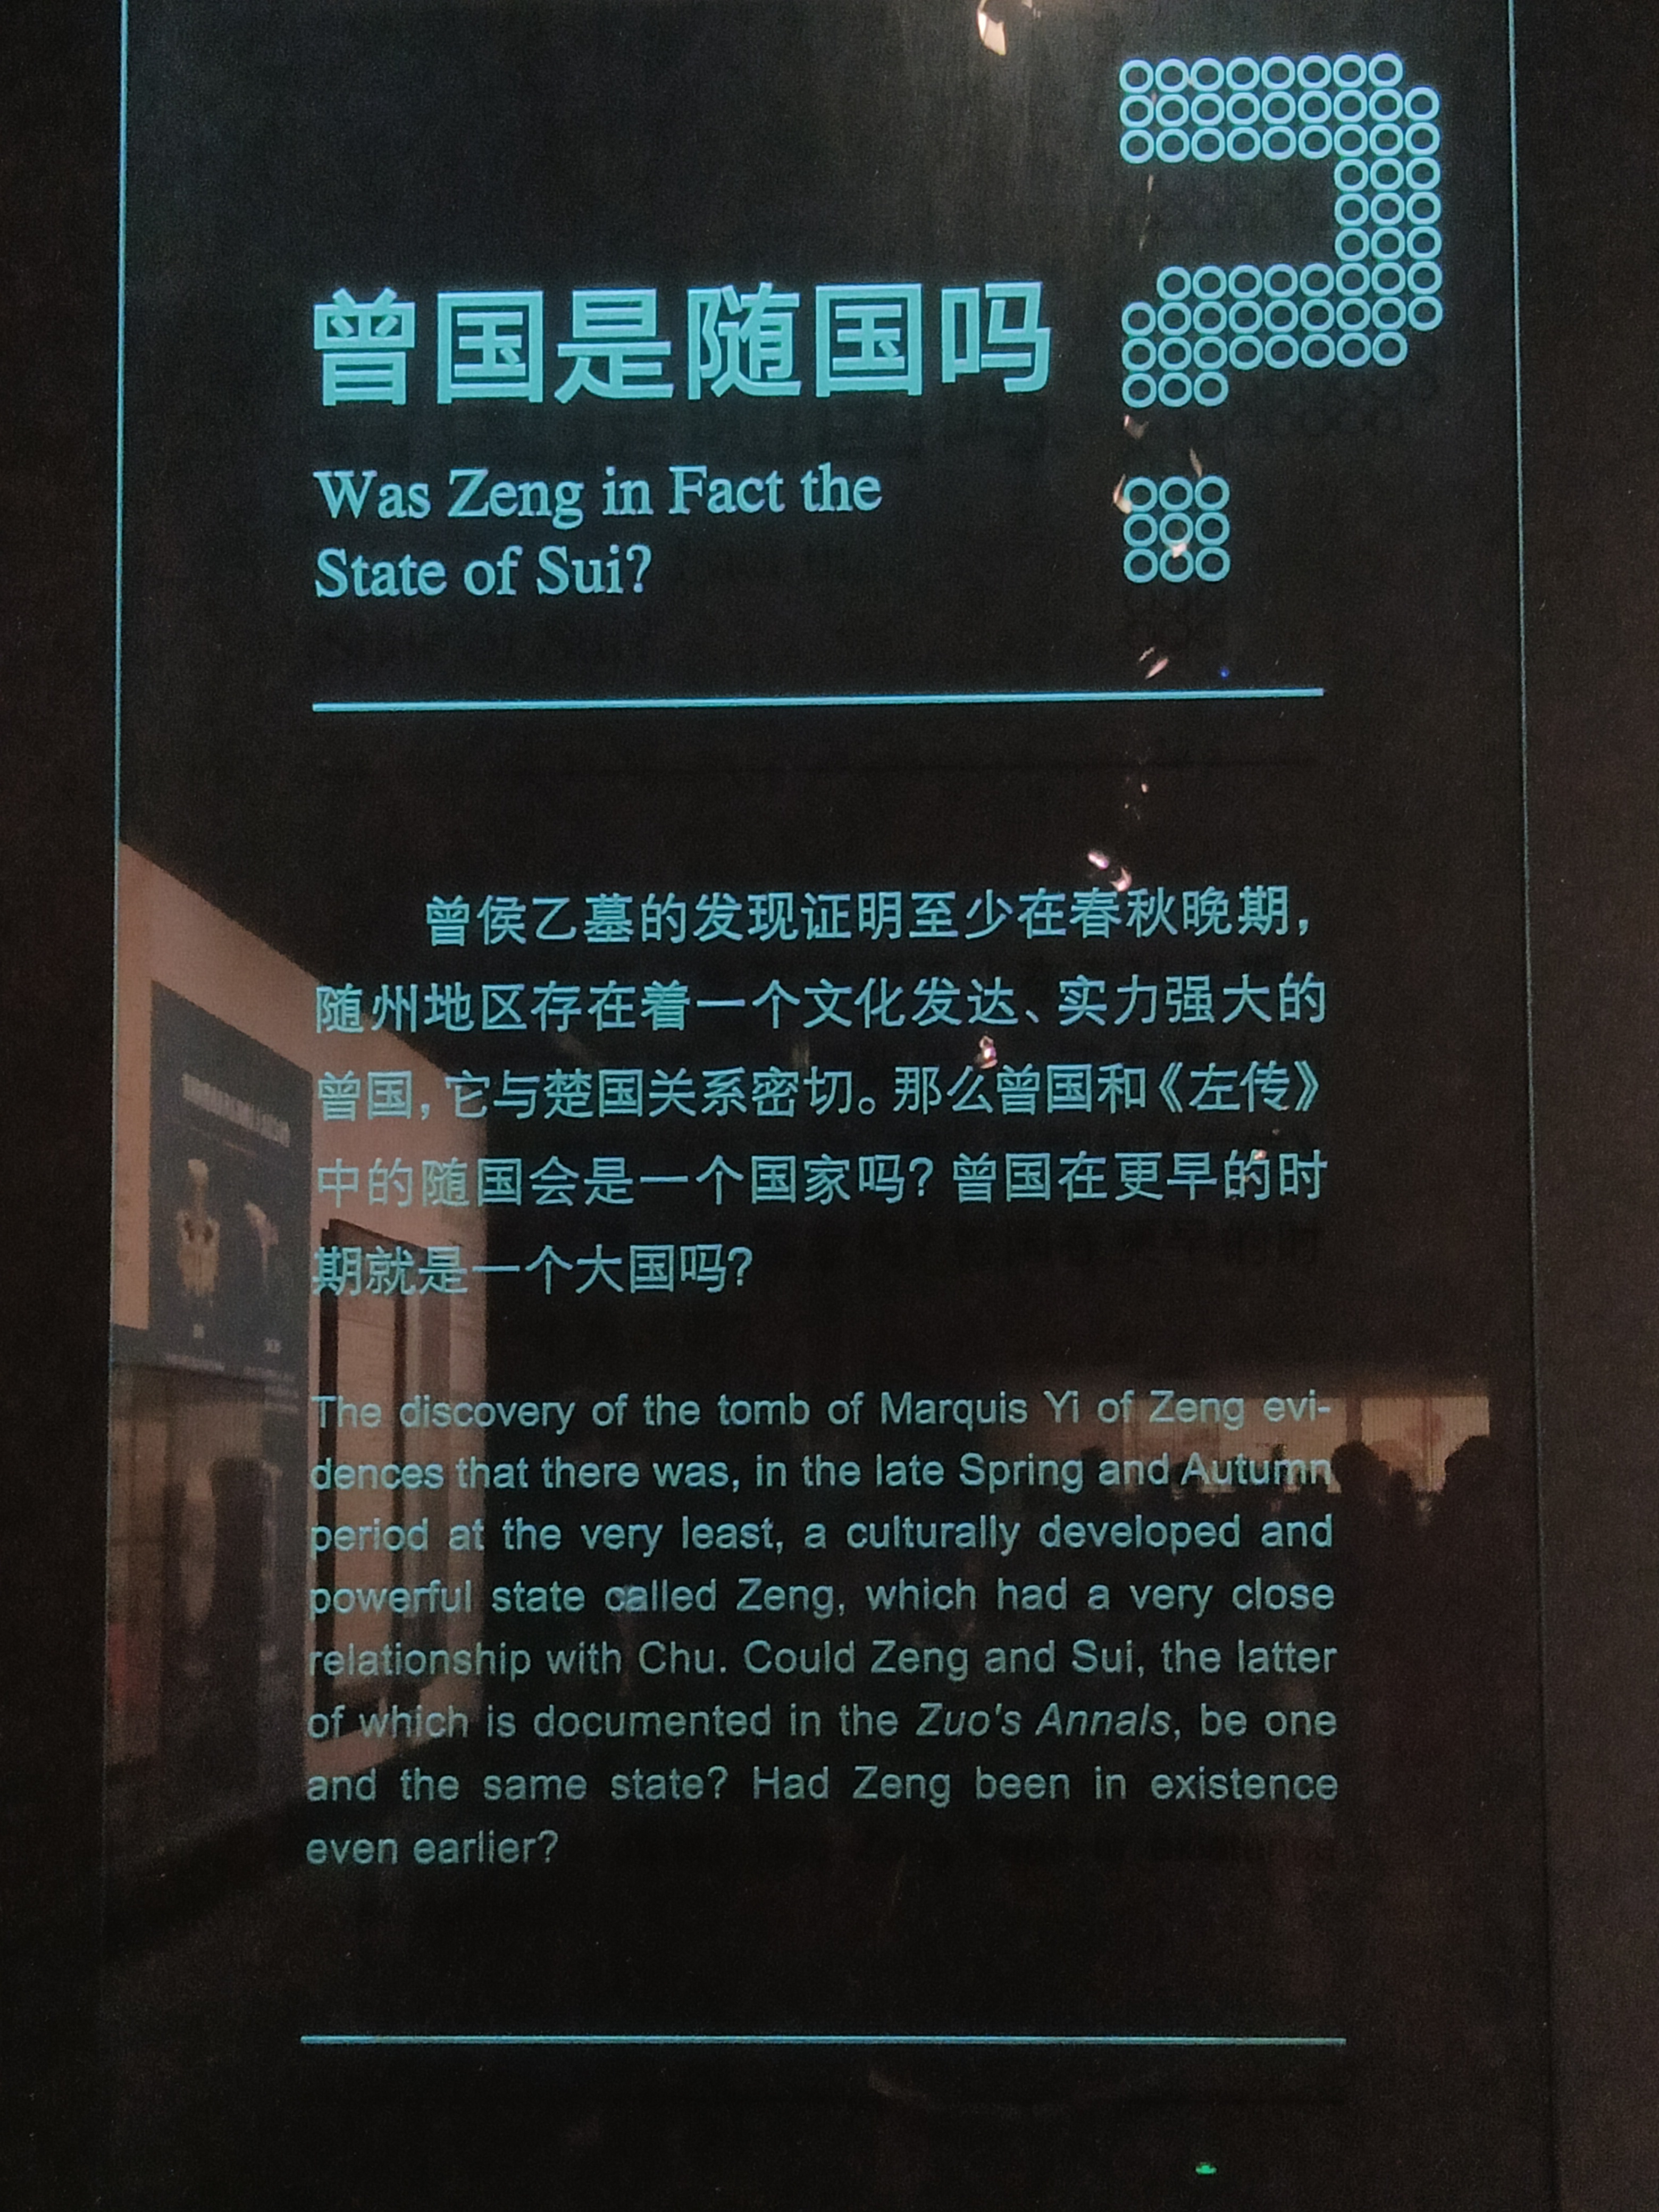 曾国是随国吗
Was Zeng in Fact the
State of Sui?
曾侯乙墓的发现证明至少在春秋晚期，
随州地区存在着一个文化发达、实力强大的
曾国，它与楚国关系密切。那么曾国和《左传》
中的随国会是一个国家吗？曾国在更早的时
期就是一个大国吗？
The discovery of the tomb of Marquis Yi of Zeng evi-
dences that there was, in the late Spring and Autumn
period at the very least, a culturally developed and
powerful state called Zeng, which had a very close
relationship with Chu. Could Zeng and Sui, the latter
of which is documented in the Zuo's Annals, be one
and the same state? Had Zeng been in existence
even earlier?